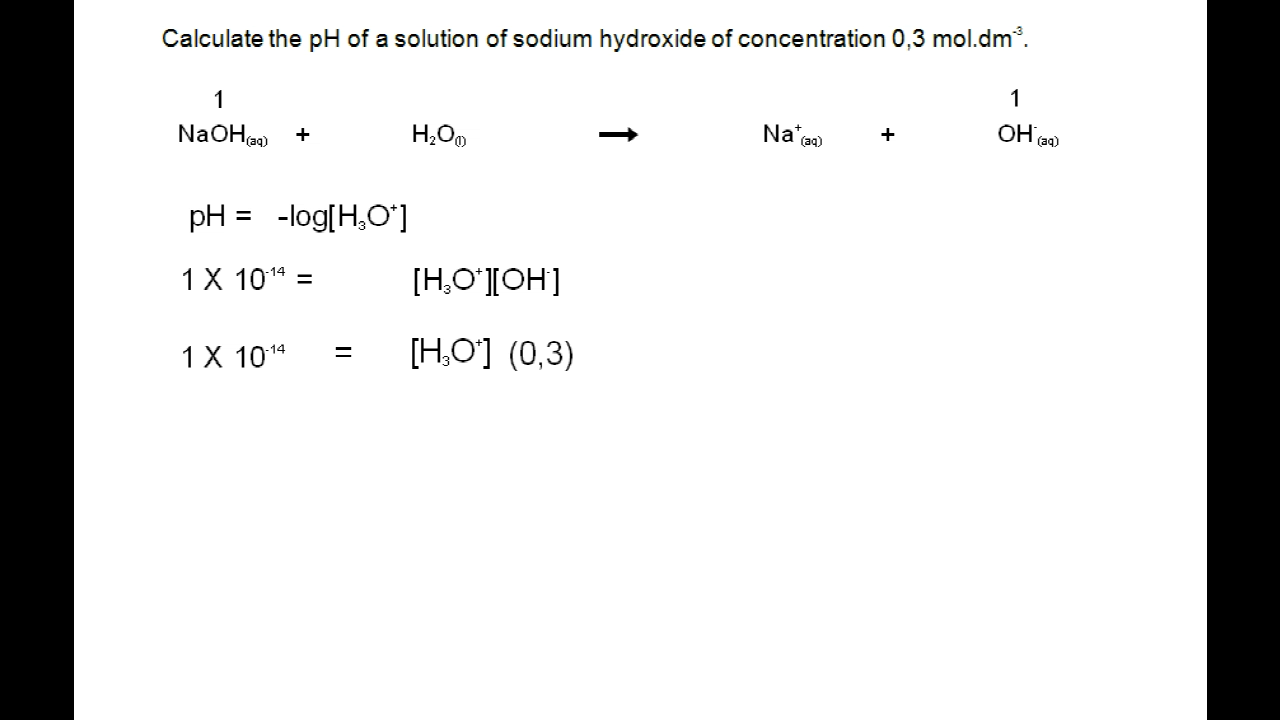 Calculate the pH of a solution of sodium hydroxide of concentration 0,3 mol.dm⁻³.
1 1
NaOH(aq) + H₂O(l) → Na⁺(aq) + OH⁻(aq)
pH = -log[H₃O⁺]
1 X 10⁻¹⁴ = [H₃O⁺][OH⁻]
1 X 10⁻¹⁴ = [H₃O⁺] (0,3)